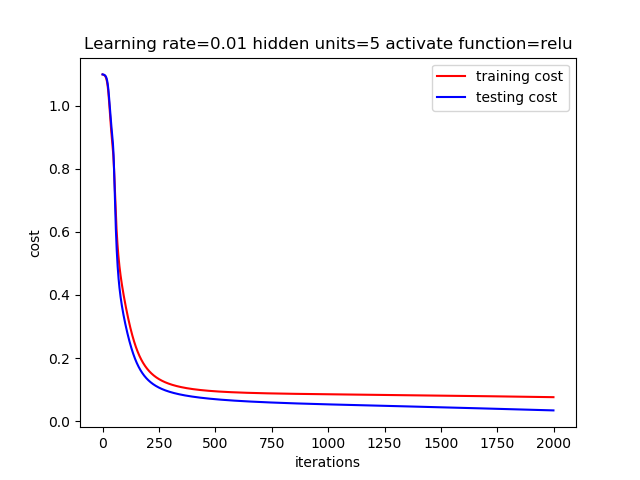 Learning rate=0.01 hidden units=5 activate function=relu
training cost
testing cost
1.0
0.8
0.6
0.4
0.2
0.0
cost
0 250 500 750 1000 1250 1500 1750 2000
iterations